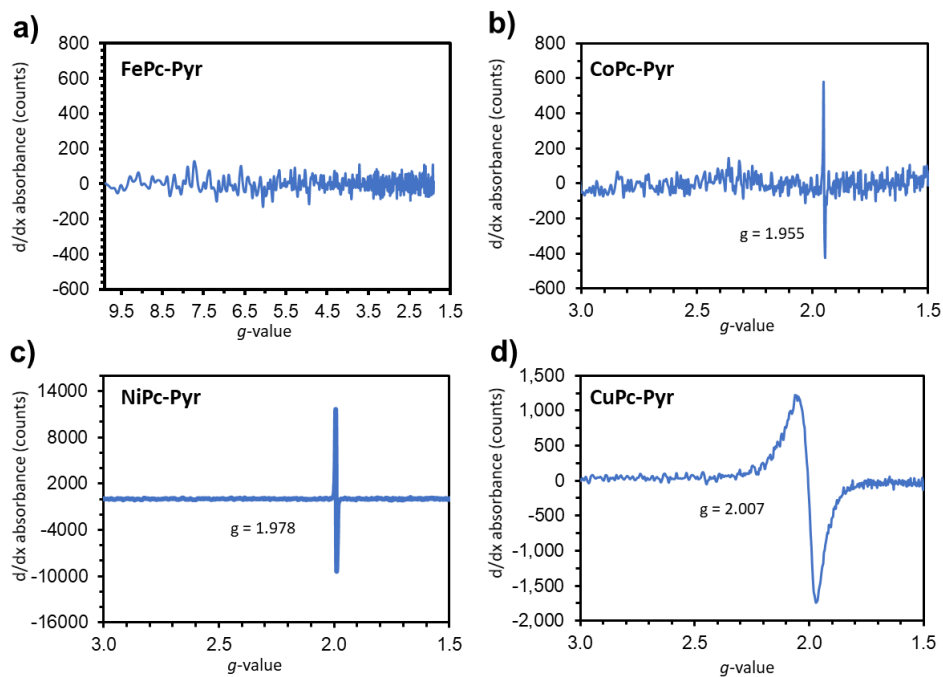 a)
FePc-Pyr
d/dx absorbance (counts)
800
600
400
200
0
-200
-400
-600
9.5 8.5 7.5 6.5 5.5 4.5 3.5 2.5 1.5
g-value
b)
CoPc-Pyr
d/dx absorbance (counts)
800
600
400
200
0
-200
-400
-600
g = 1.955
3.0 2.5 2.0 1.5
g-value
c)
NiPc-Pyr
d/dx absorbance (counts)
14000
8000
2000
-4000
-10000
-16000
g = 1.978
3.0 2.5 2.0 1.5
g-value
d)
CuPc-Pyr
d/dx absorbance (counts)
1,500
1,000
500
0
-500
-1,000
-1,500
-2,000
g = 2.007
3.0 2.5 2.0 1.5
g-value